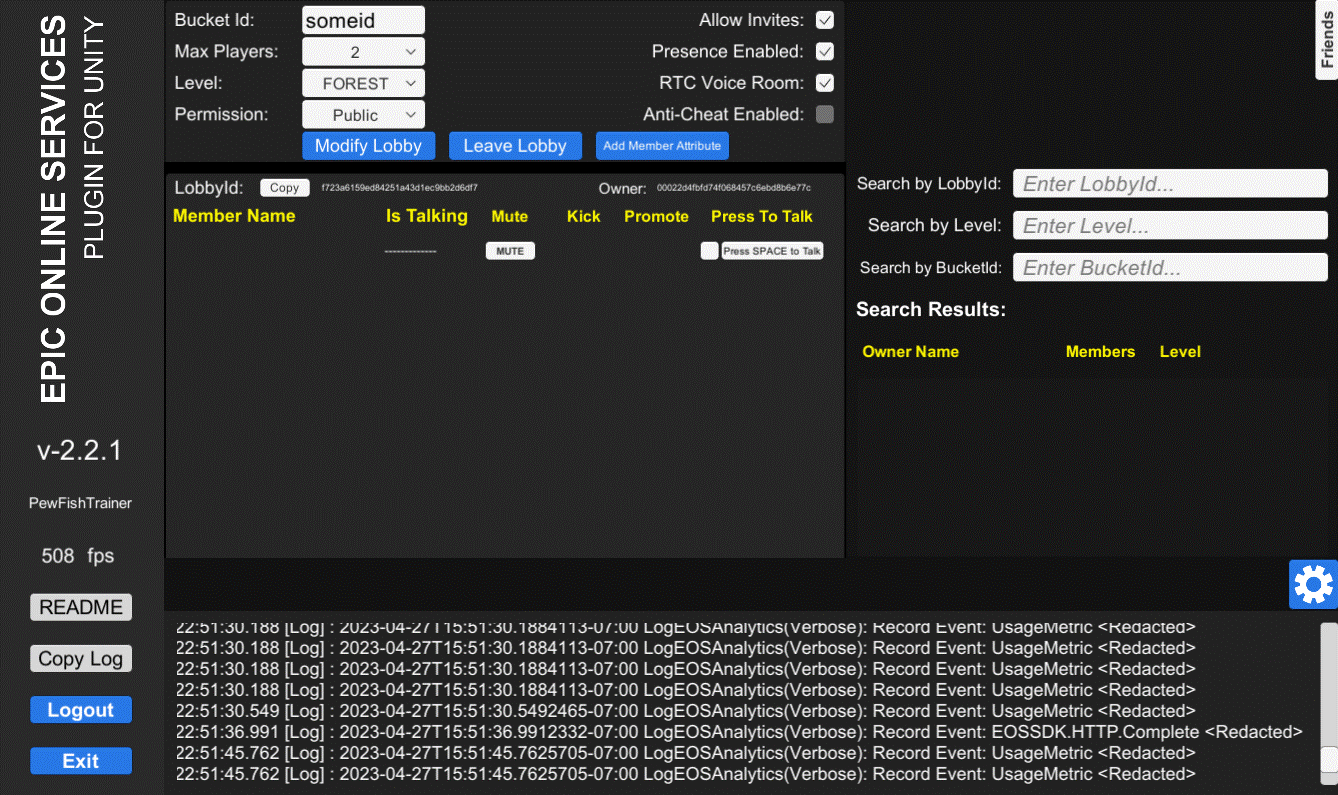 EPIC ONLINE SERVICES
PLUGIN FOR UNITY
v-2.2.1
PewFishTrainer
508 fps
README
Copy Log
Logout
Exit
Bucket Id: someid
Max Players: 2
Level: FOREST
Permission: Public
Allow Invites:
Presence Enabled:
RTC Voice Room:
Anti-Cheat Enabled:
Modify Lobby Leave Lobby Add Member Attribute
LobbyId: Copy f723a6159ed84251a43d1ec9bb2d6df7 Owner: 00022d4fbfd74f068457c6ebd8b6e77c
Member Name Is Talking Mute Kick Promote Press To Talk
------------ MUTE Press SPACE to Talk
Friends
Search by LobbyId: Enter LobbyId...
Search by Level: Enter Level...
Search by BucketId: Enter BucketId...
Search Results:
Owner Name Members Level
22:51:30.188 [Log] : 2023-04-27T15:51:30.1884113-07:00 LogEOSAnalytics(Verbose): Record Event: UsageMetric <Redacted>
22:51:30.188 [Log] : 2023-04-27T15:51:30.1884113-07:00 LogEOSAnalytics(Verbose): Record Event: UsageMetric <Redacted>
22:51:30.188 [Log] : 2023-04-27T15:51:30.1884113-07:00 LogEOSAnalytics(Verbose): Record Event: UsageMetric <Redacted>
22:51:30.188 [Log] : 2023-04-27T15:51:30.1884113-07:00 LogEOSAnalytics(Verbose): Record Event: UsageMetric <Redacted>
22:51:30.549 [Log] : 2023-04-27T15:51:30.5492465-07:00 LogEOSAnalytics(Verbose): Record Event: UsageMetric <Redacted>
22:51:36.991 [Log] : 2023-04-27T15:51:36.9912332-07:00 LogEOSAnalytics(Verbose): Record Event: EOSSDK.HTTP.Complete <Redacted>
22:51:45.762 [Log] : 2023-04-27T15:51:45.7625705-07:00 LogEOSAnalytics(Verbose): Record Event: UsageMetric <Redacted>
22:51:45.762 [Log] : 2023-04-27T15:51:45.7625705-07:00 LogEOSAnalytics(Verbose): Record Event: UsageMetric <Redacted>